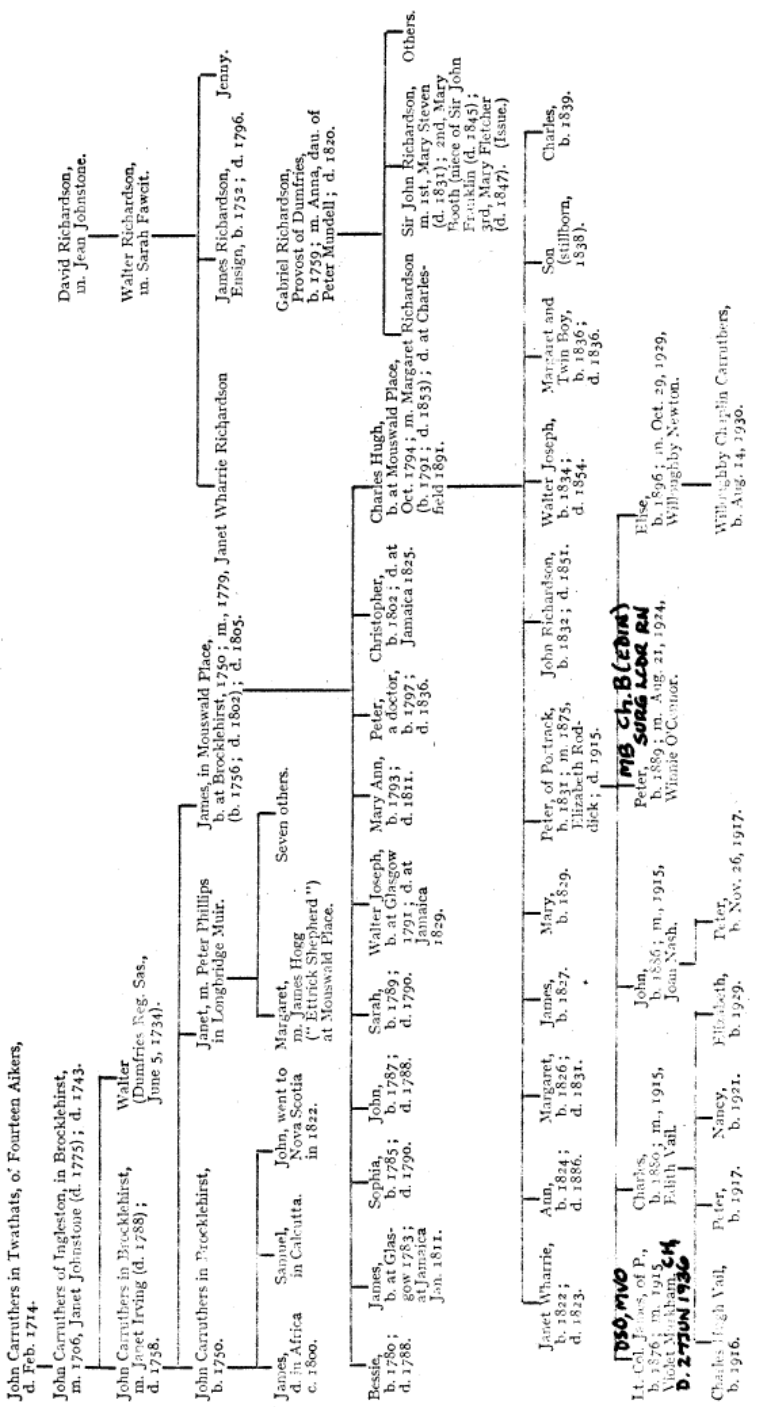 John Carruthers in Twathats, of Fourteen Aikers,
d. Feb. 1714.
John Carruthers of Ingleston, in Brocklehirst,
m. 1706, Janet Johnstone (d. 1775); d. 1743.
John Carruthers in Brocklehirst,
m. Janet Irving (d. 1788);
d. 1758.
Walter
(Dumfries Reg. Sas.,
June 5, 1734).
David Richardson,
m. Jean Johnstone.
Walter Richardson,
m. Sarah Fawcit.
John Carruthers in Brocklehirst,
b. 1750.
Janet, m. Peter Phillips
in Longbridge Muir.
James, in Mouswald Place,
b. at Brocklehirst, 1750; m., 1779, Janet Wharrie Richardson
(b. 1756; d. 1802); d. 1805.
James Richardson,
Ensign, b. 1752; d. 1796.
Jenny.
James,
d. in Africa
c. 1800.
Samuel,
in Calcutta.
John, went to
Nova Scotia
in 1822.
Margaret,
m. James Hogg
("Ettrick Shepherd")
at Mouswald Place.
Seven others.
Gabriel Richardson,
Provost of Dumfries,
b. 1759; m. Anna, dau. of
Peter Mundell; d. 1820.
Bessie,
b. 1780;
d. 1788.
James,
b. at Glas-
gow 1783;
at Jamaica
Jan. 1811.
Sophia,
b. 1785;
d. 1790.
John,
b. 1787;
d. 1788.
Sarah,
b. 1789;
d. 1790.
Walter Joseph,
b. at Glasgow
1791; d. at
Jamaica
1829.
Mary Ann,
b. 1793;
d. 1811.
Peter,
a doctor,
b. 1797;
d. 1836.
Christopher,
b. 1802; d. at
Jamaica 1825.
Charles Hugh,
b. at Mouswald Place,
Oct. 1794; m. Margaret Richardson
(b. 1791; d. 1853); d. at Charles-
field 1891.
Sir John Richardson,
m. 1st, Mary Steven
(d. 1831); 2nd, Mary
Booth (niece of Sir John
Franklin (d. 1845);
3rd, Mary Fletcher
(d. 1847). (Issue.)
Others.
Janet Wharrie,
b. 1822;
d. 1823.
Ann,
b. 1824;
d. 1886.
Margaret,
b. 1826;
d. 1831.
James,
b. 1827.
Mary,
b. 1829.
Peter, of Portrack,
b. 1831; m. 1875,
Elizabeth Rod-
dick; d. 1915.
John Richardson,
b. 1832; d. 1851.
Walter Joseph,
b. 1834;
d. 1854.
Margaret and
Twin Boy,
b. 1836;
d. 1836.
Son
(stillborn,
1838).
Charles,
b. 1839.
DSO, MVO
Lt. Col. James, of P.,
b. 1876; m. 1915,
Violet Markham, CH,
D. 27 JUN 1936
Charles,
b. 1880; m., 1915,
Edith Vail.
John,
b. 1886; m., 1915,
Joan Nash.
MB Ch.B (EDIN)
SURG LCDR RN
Peter,
b. 1889; m. Aug. 21, 1924,
Winnie O'Connor.
Elise,
b. 1896; m. Oct. 29, 1929,
Willoughby Newton.
Charles Hugh Vail,
b. 1916.
Peter,
b. 1917.
Nancy,
b. 1921.
Elizabeth,
b. 1929.
Peter,
b. Nov. 26, 1917.
Willoughby Chaplin Carruthers,
b. Aug. 14, 1930.